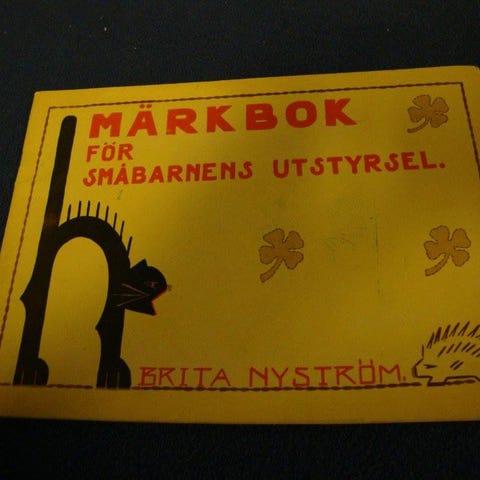 MÄRKBOK
FÖR
SMÅBARNENS UTSTYRSEL.
BRITA NYSTRÖM.